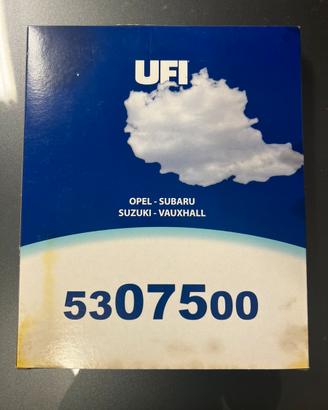 UFI
OPEL - SUBARU
SUZUKI - VAUXHALL
5307500